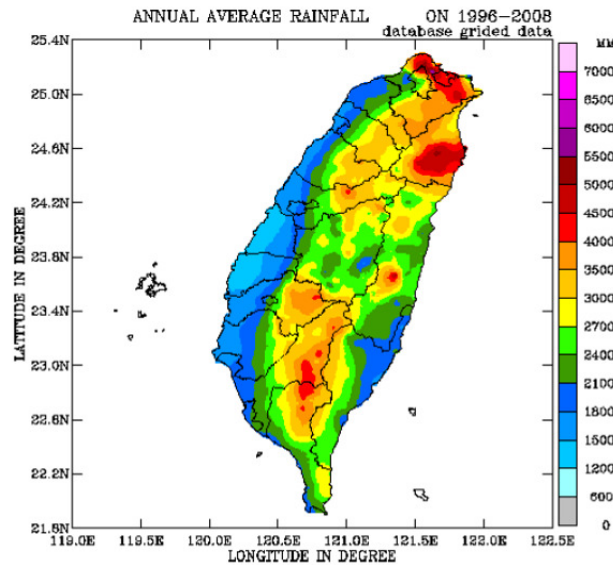 ANNUAL AVERAGE RAINFALL ON 1996-2008
database grided data
MM
7000
7000
6000
5500
5000
4500
4000
3500
3000
2700
2400
2100
1800
1500
1200
600
0
25.4N
25.0N
24.6N
24.2N
23.8N
23.4N
23.0N
22.6N
22.2N
21.8N
LATITUDE IN DEGREE
119.0E 119.5E 120.0E 120.5E 121.0E 121.5E 122.0E 122.5E
LONGITUDE IN DEGREE